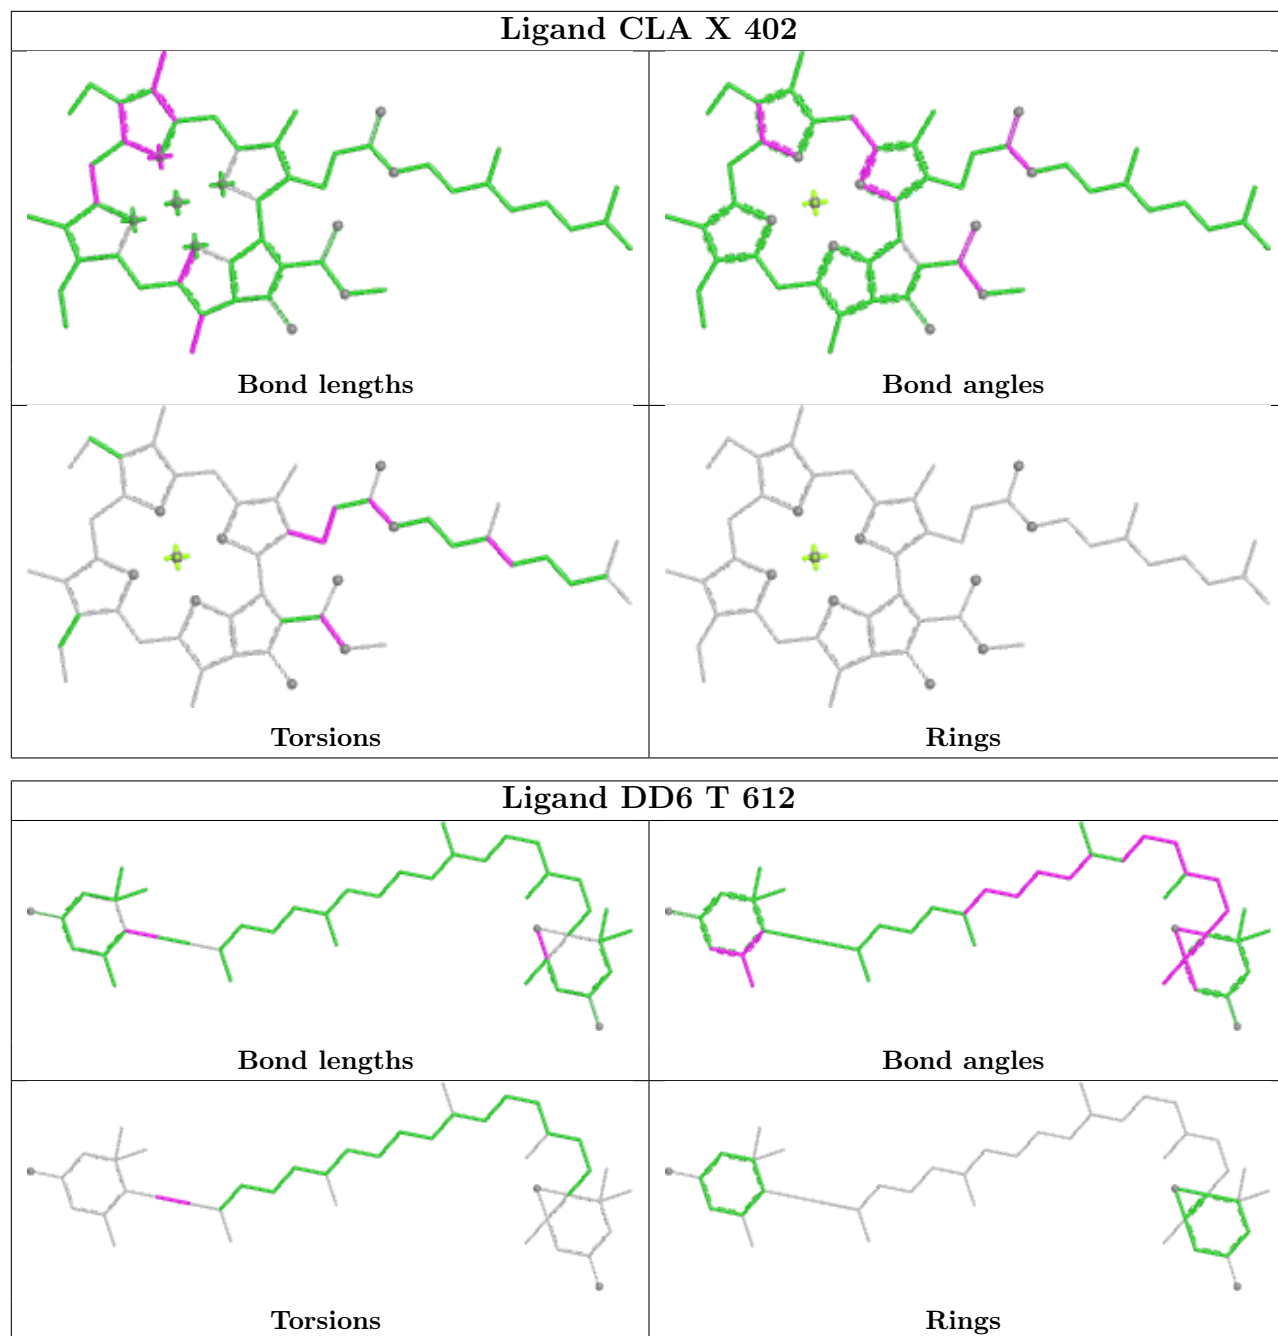 Ligand CLA X 402
Bond lengths
Bond angles
Torsions
Rings
Ligand DD6 T 612
Bond lengths
Bond angles
Torsions
Rings